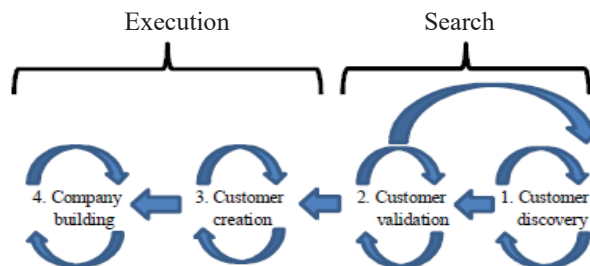 Execution
Search
4. Company
building
3. Customer
creation
2. Customer
validation
1. Customer
discovery